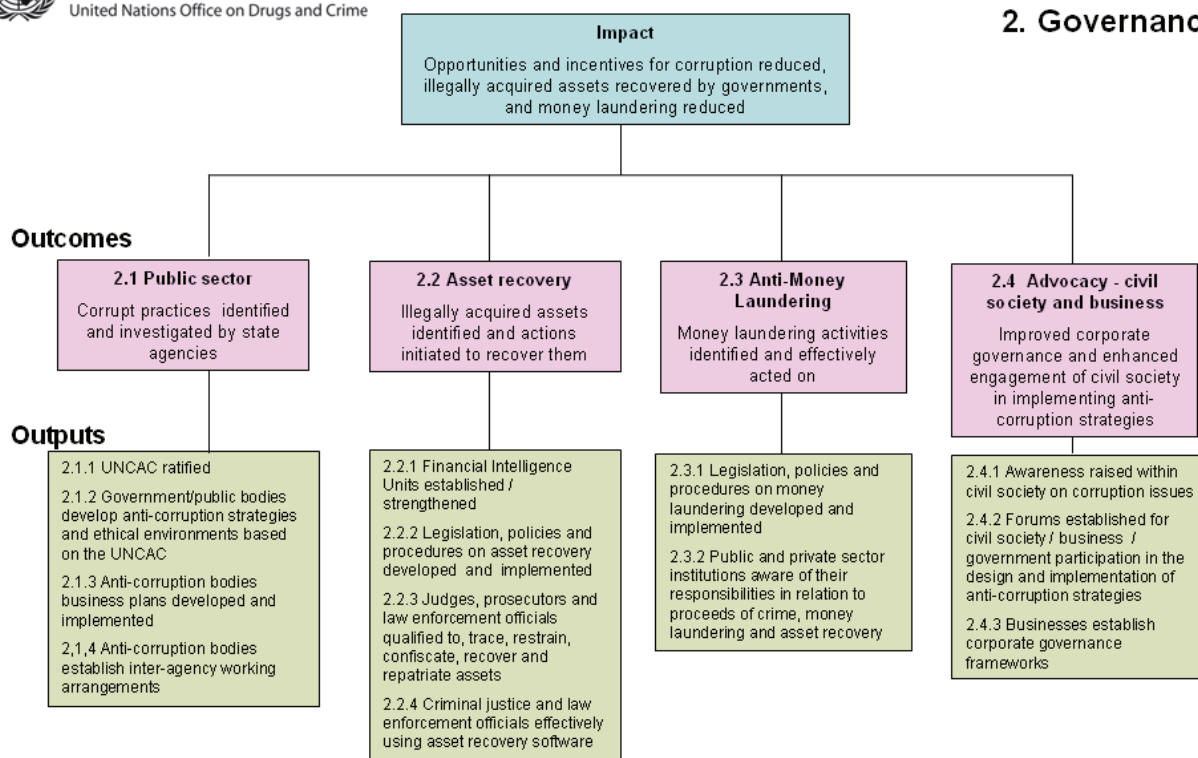 United Nations Office on Drugs and Crime
2. Governanc
Impact
Opportunities and incentives for corruption reduced,
illegally acquired assets recovered by governments,
and money laundering reduced
Outcomes
2.1 Public sector
Corrupt practices identified
and investigated by state
agencies
2.2 Asset recovery
Illegally acquired assets
identified and actions
initiated to recover them
2.3 Anti-Money
Laundering
Money laundering activities
identified and effectively
acted on
2.4 Advocacy - civil
society and business
Improved corporate
governance and enhanced
engagement of civil society
in implementing anti-
corruption strategies
Outputs
2.1.1 UNCAC ratified
2.1.2 Government/public bodies
develop anti-corruption strategies
and ethical environments based
on the UNCAC
2.1.3 Anti-corruption bodies
business plans developed and
implemented
2,1,4 Anti-corruption bodies
establish inter-agency working
arrangements
2.2.1 Financial Intelligence
Units established /
strengthened
2.2.2 Legislation, policies and
procedures on asset recovery
developed and implemented
2.2.3 Judges, prosecutors and
law enforcement officials
qualified to, trace, restrain,
confiscate, recover and
repatriate assets
2.2.4 Criminal justice and law
enforcement officials effectively
using asset recovery software
2.3.1 Legislation, policies and
procedures on money
laundering developed and
implemented
2.3.2 Public and private sector
institutions aware of their
responsibilities in relation to
proceeds of crime, money
laundering and asset recovery
2.4.1 Awareness raised within
civil society on corruption issues
2.4.2 Forums established for
civil society / business /
government participation in the
design and implementation of
anti-corruption strategies
2.4.3 Businesses establish
corporate governance
frameworks